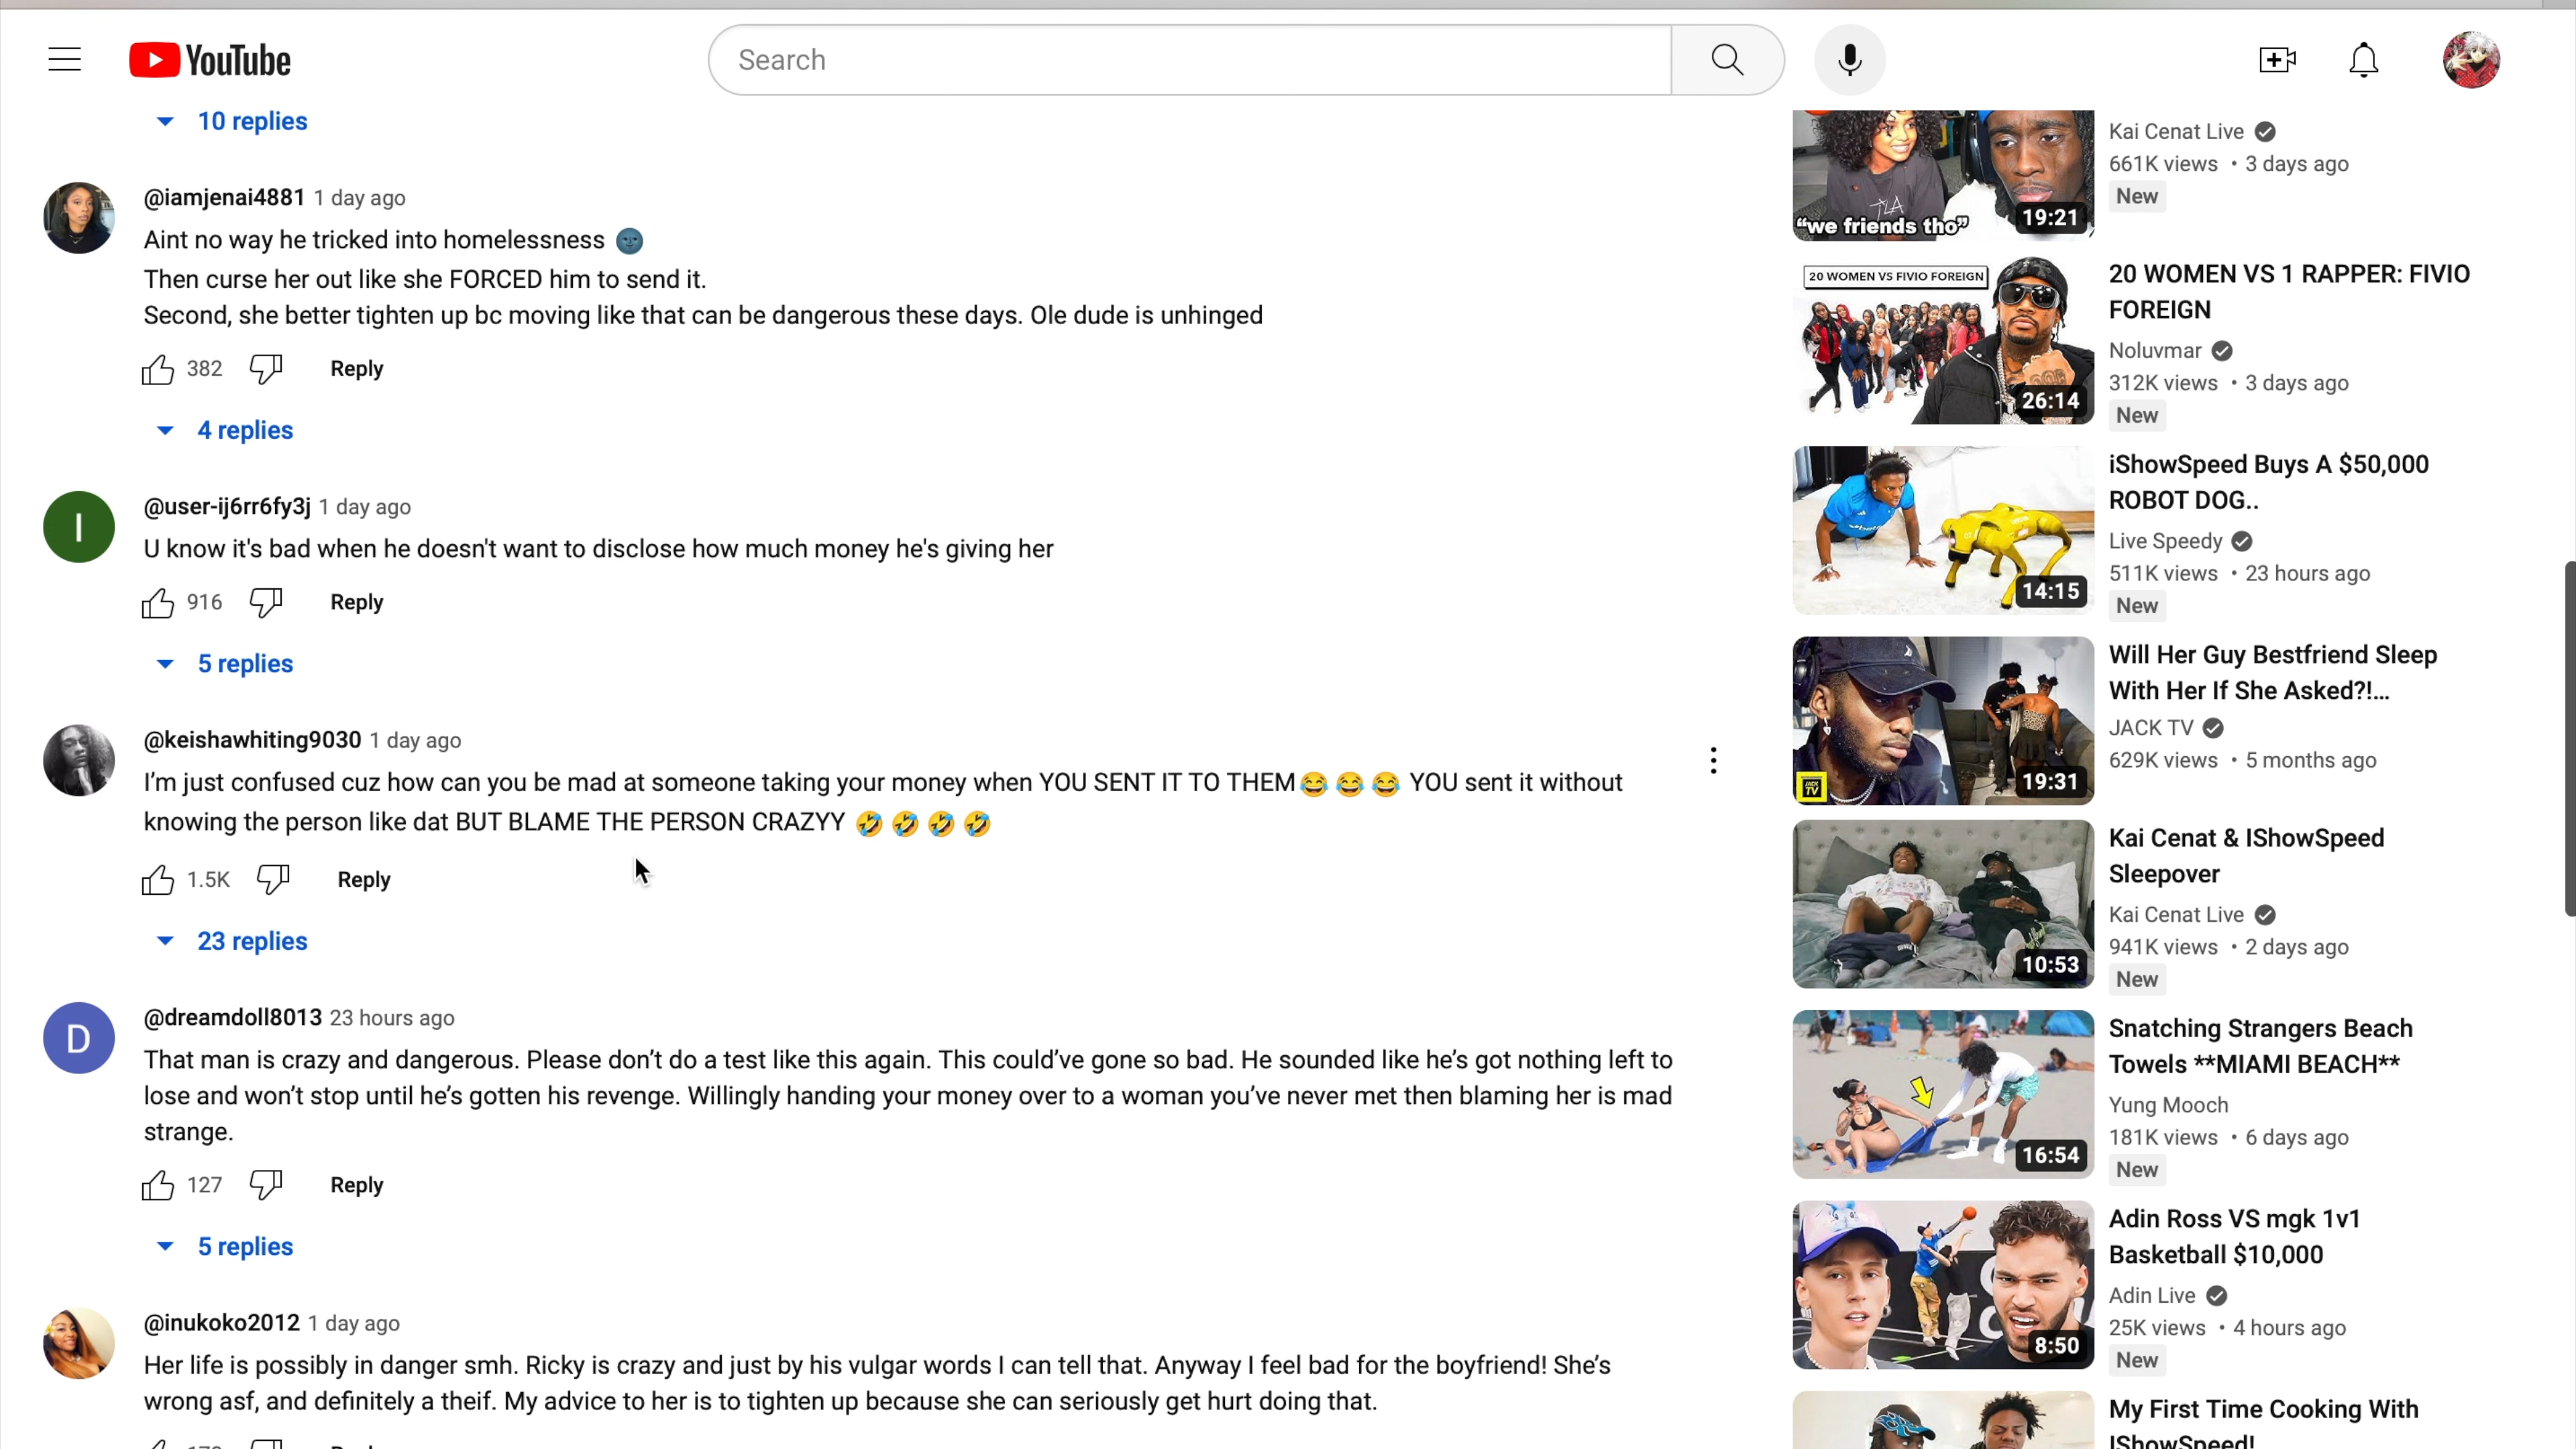 YouTube
Search
10 replies
@iamjenai4881 1 day ago
Aint no way he tricked into homelessness 🌚
Then curse her out like she FORCED him to send it.
Second, she better tighten up bc moving like that can be dangerous these days. Ole dude is unhinged
382 Reply
4 replies
I
@user-ij6rr6fy3j 1 day ago
U know it's bad when he doesn't want to disclose how much money he's giving her
916 Reply
5 replies
@keishawhiting9030 1 day ago
I’m just confused cuz how can you be mad at someone taking your money when YOU SENT IT TO THEM😂 😂 😂 YOU sent it without
knowing the person like dat BUT BLAME THE PERSON CRAZYY 🤣 🤣 🤣 🤣
1.5K Reply
23 replies
D
@dreamdoll8013 23 hours ago
That man is crazy and dangerous. Please don’t do a test like this again. This could’ve gone so bad. He sounded like he’s got nothing left to
lose and won’t stop until he’s gotten his revenge. Willingly handing your money over to a woman you’ve never met then blaming her is mad
strange.
127 Reply
5 replies
@inukoko2012 1 day ago
Her life is possibly in danger smh. Ricky is crazy and just by his vulgar words I can tell that. Anyway I feel bad for the boyfriend! She’s
wrong asf, and definitely a theif. My advice to her is to tighten up because she can seriously get hurt doing that.
TLA
“we friends tho”
19:21
Kai Cenat Live
661K views • 3 days ago
New
20 WOMEN VS FIVIO FOREIGN
26:14
20 WOMEN VS 1 RAPPER: FIVIO
FOREIGN
Noluvmar
312K views • 3 days ago
New
14:15
iShowSpeed Buys A $50,000
ROBOT DOG..
Live Speedy
511K views • 23 hours ago
New
JACK
TV
19:31
Will Her Guy Bestfriend Sleep
With Her If She Asked?!...
JACK TV
629K views • 5 months ago
10:53
Kai Cenat & IShowSpeed
Sleepover
Kai Cenat Live
941K views • 2 days ago
New
16:54
Snatching Strangers Beach
Towels **MIAMI BEACH**
Yung Mooch
181K views • 6 days ago
New
8:50
Adin Ross VS mgk 1v1
Basketball $10,000
Adin Live
25K views • 4 hours ago
New
My First Time Cooking With
IShowSpeed!